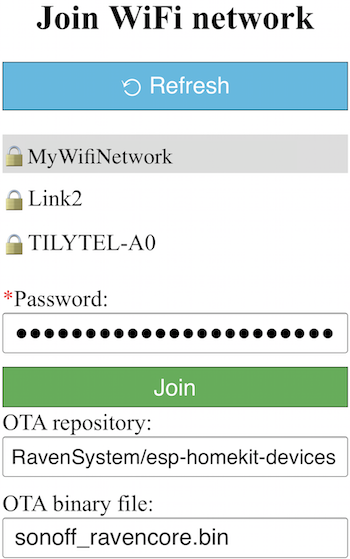 Join WiFi network
Refresh
MyWifiNetwork
Link2
TILYTEL-A0
*Password:
●●●●●●●●●●●●●●●●●●●●●●●
Join
OTA repository:
RavenSystem/esp-homekit-devices
OTA binary file:
sonoff_ravencore.bin